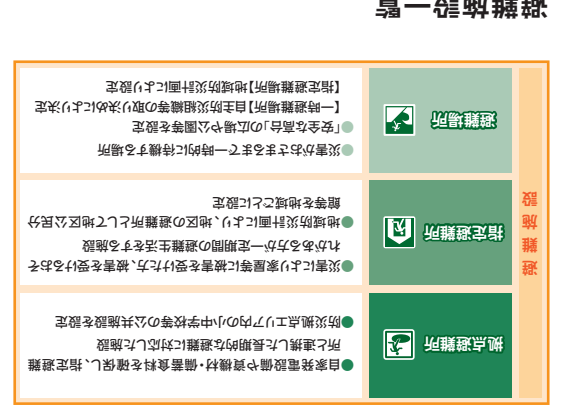 避難施設
拠点避難所
●自家発電設備や資機材・備蓄食料を確保し、指定避難
所と連携した長期的な避難に対応した施設
●防災拠点エリア内の小中学校等の公共施設を設定
指定避難所
●災害により家屋等に被害を受けた方、被害を受けるおそ
れがある方が一定期間の避難生活をする施設
●地域防災計画により、地区の避難所として地区公民分
館等を地域ごとに設定
避難場所
●災害がおさまるまで一時的に待機する場所
●「安全な高台」の広場や公園等を設定
【一時避難場所】自主防災組織等の取り決めにより決定
【指定避難場所】地域防災計画により設定
避難施設一覧